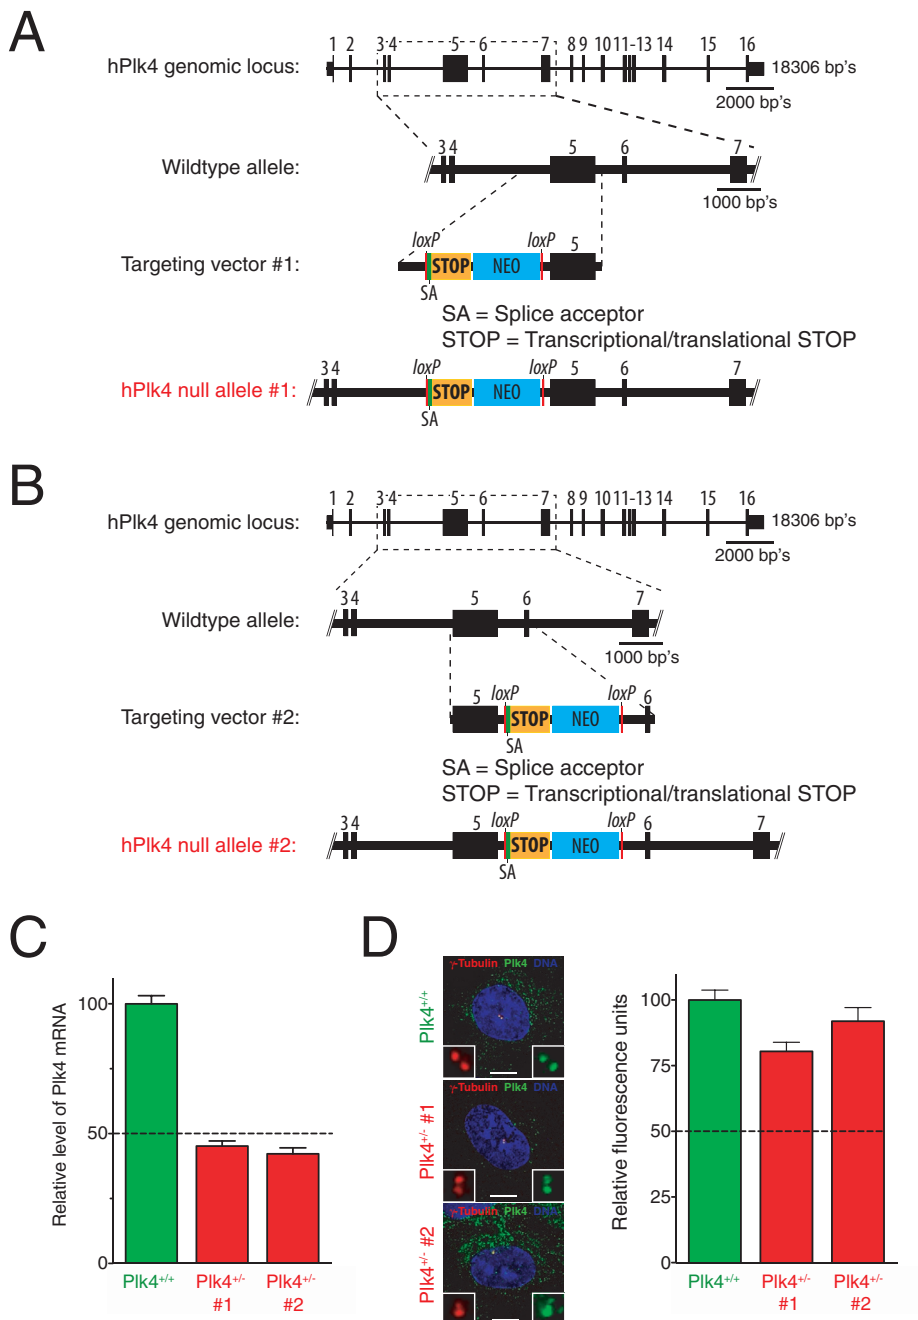 A
hPlk4 genomic locus:
1 2 3 4 5 6 7 8 9 10 11-13 14 15 16
18306 bp's
2000 bp's
Wildtype allele:
3 4 5 6 7
1000 bp's
Targeting vector #1:
loxP loxP 5
STOP NEO
SA
SA = Splice acceptor
STOP = Transcriptional/translational STOP
hPlk4 null allele #1:
3 4 loxP loxP 5 6 7
STOP NEO
SA
B
hPlk4 genomic locus:
1 2 3 4 5 6 7 8 9 10 11-13 14 15 16
18306 bp's
2000 bp's
Wildtype allele:
3 4 5 6 7
1000 bp's
Targeting vector #2:
5 loxP loxP 6
STOP NEO
SA
SA = Splice acceptor
STOP = Transcriptional/translational STOP
hPlk4 null allele #2:
3 4 5 loxP loxP 6 7
STOP NEO
SA
C
Relative level of Plk4 mRNA
100
50
0
Plk4+/+ Plk4+/- #1 Plk4+/- #2
D
Plk4+/+
γ-Tubulin Plk4 DNA
Plk4+/- #1
γ-Tubulin Plk4 DNA
Plk4+/- #2
γ-Tubulin Plk4 DNA
Relative fluorescence units
100
75
50
25
0
Plk4+/+ Plk4+/- #1 Plk4+/- #2